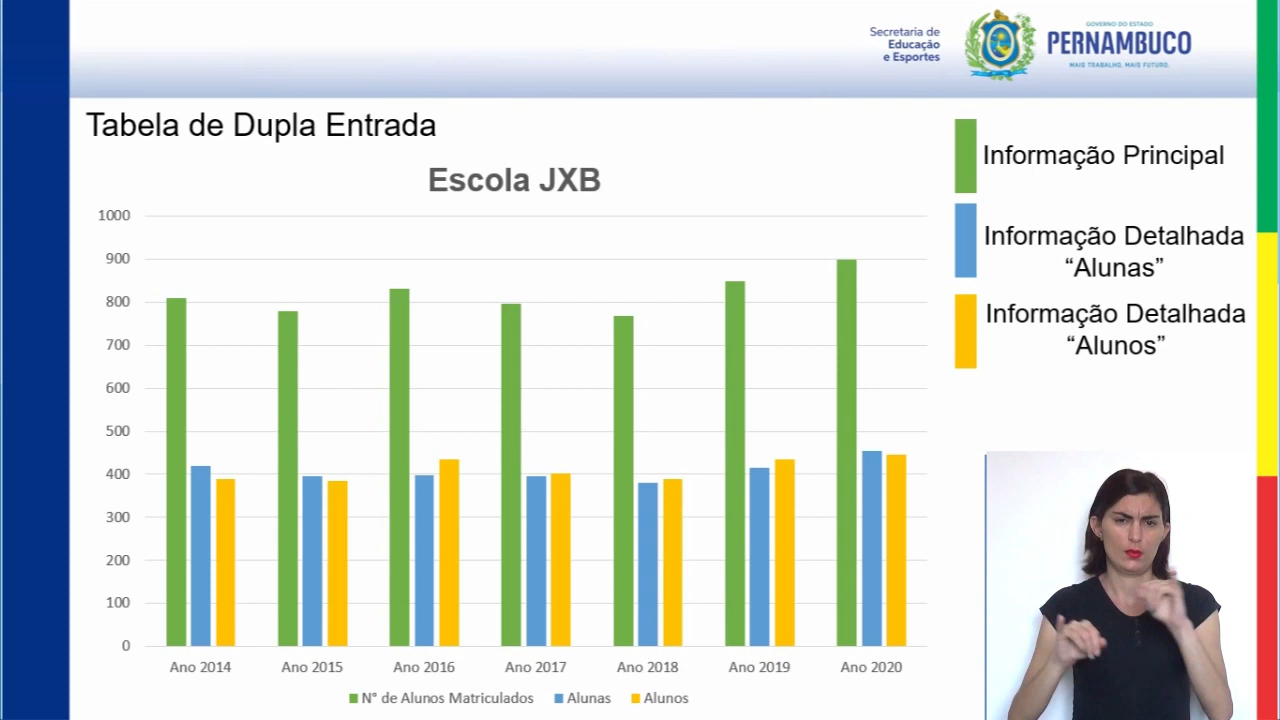 Secretaria de
Educação
e Esportes
GOVERNO DO ESTADO
PERNAMBUCO
MAIS TRABALHO, MAIS FUTURO.
Tabela de Dupla Entrada
Escola JXB
1000
900
800
700
600
500
400
300
200
100
0
Ano 2014 Ano 2015 Ano 2016 Ano 2017 Ano 2018 Ano 2019 Ano 2020
N° de Alunos Matriculados Alunas Alunos
Informação Principal
Informação Detalhada
“Alunas”
Informação Detalhada
“Alunos”